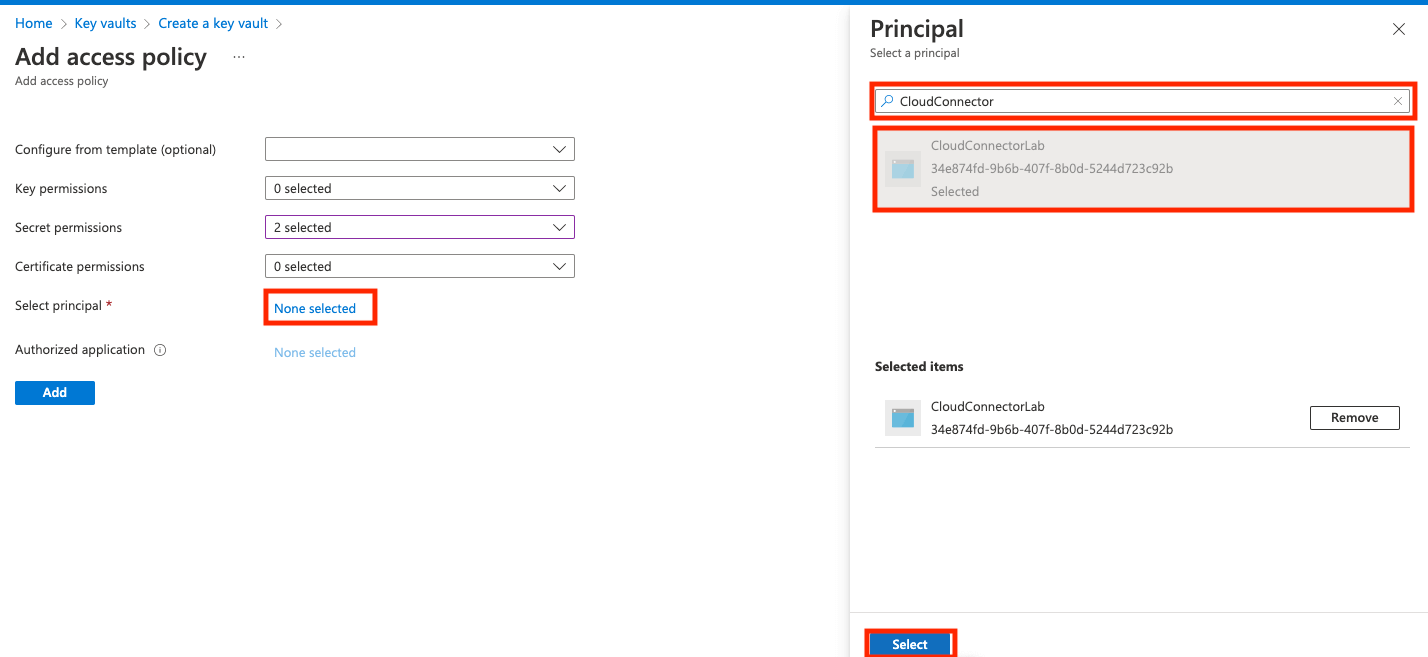 Home > Key vaults > Create a key vault >
Add access policy ...
Add access policy
Configure from template (optional)
Key permissions
0 selected
Secret permissions
2 selected
Certificate permissions
0 selected
Select principal *
None selected
Authorized application
None selected
Add
Principal
Select a principal
CloudConnector
CloudConnectorLab
34e874fd-9b6b-407f-8b0d-5244d723c92b
Selected
Selected items
CloudConnectorLab
34e874fd-9b6b-407f-8b0d-5244d723c92b
Remove
Select